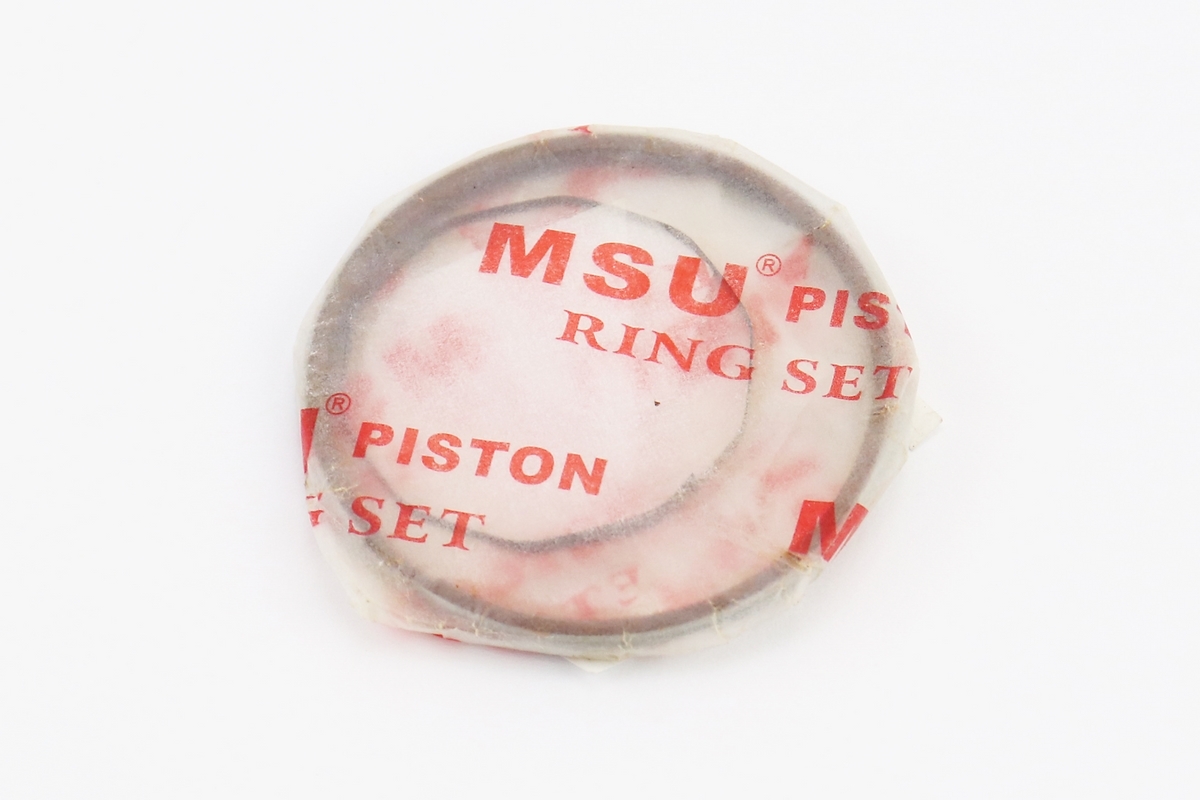 MSU® PIS
RING SET
® PISTON
SET